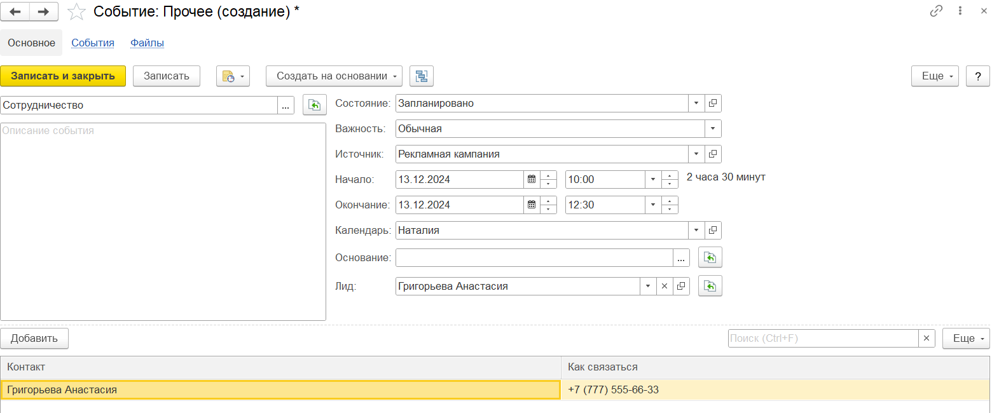 Событие: Прочее (создание) *
Основное События Файлы
Записать и закрыть Записать Создать на основании Еще ?
Сотрудничество ...
Описание события
Состояние: Запланировано
Важность: Обычная
Источник: Рекламная кампания
Начало: 13.12.2024 10:00 2 часа 30 минут
Окончание: 13.12.2024 12:30
Календарь: Наталия
Основание: ...
Лид: Григорьева Анастасия
Добавить Поиск (Ctrl+F) Еще
Контакт Как связаться
Григорьева Анастасия +7 (777) 555-66-33